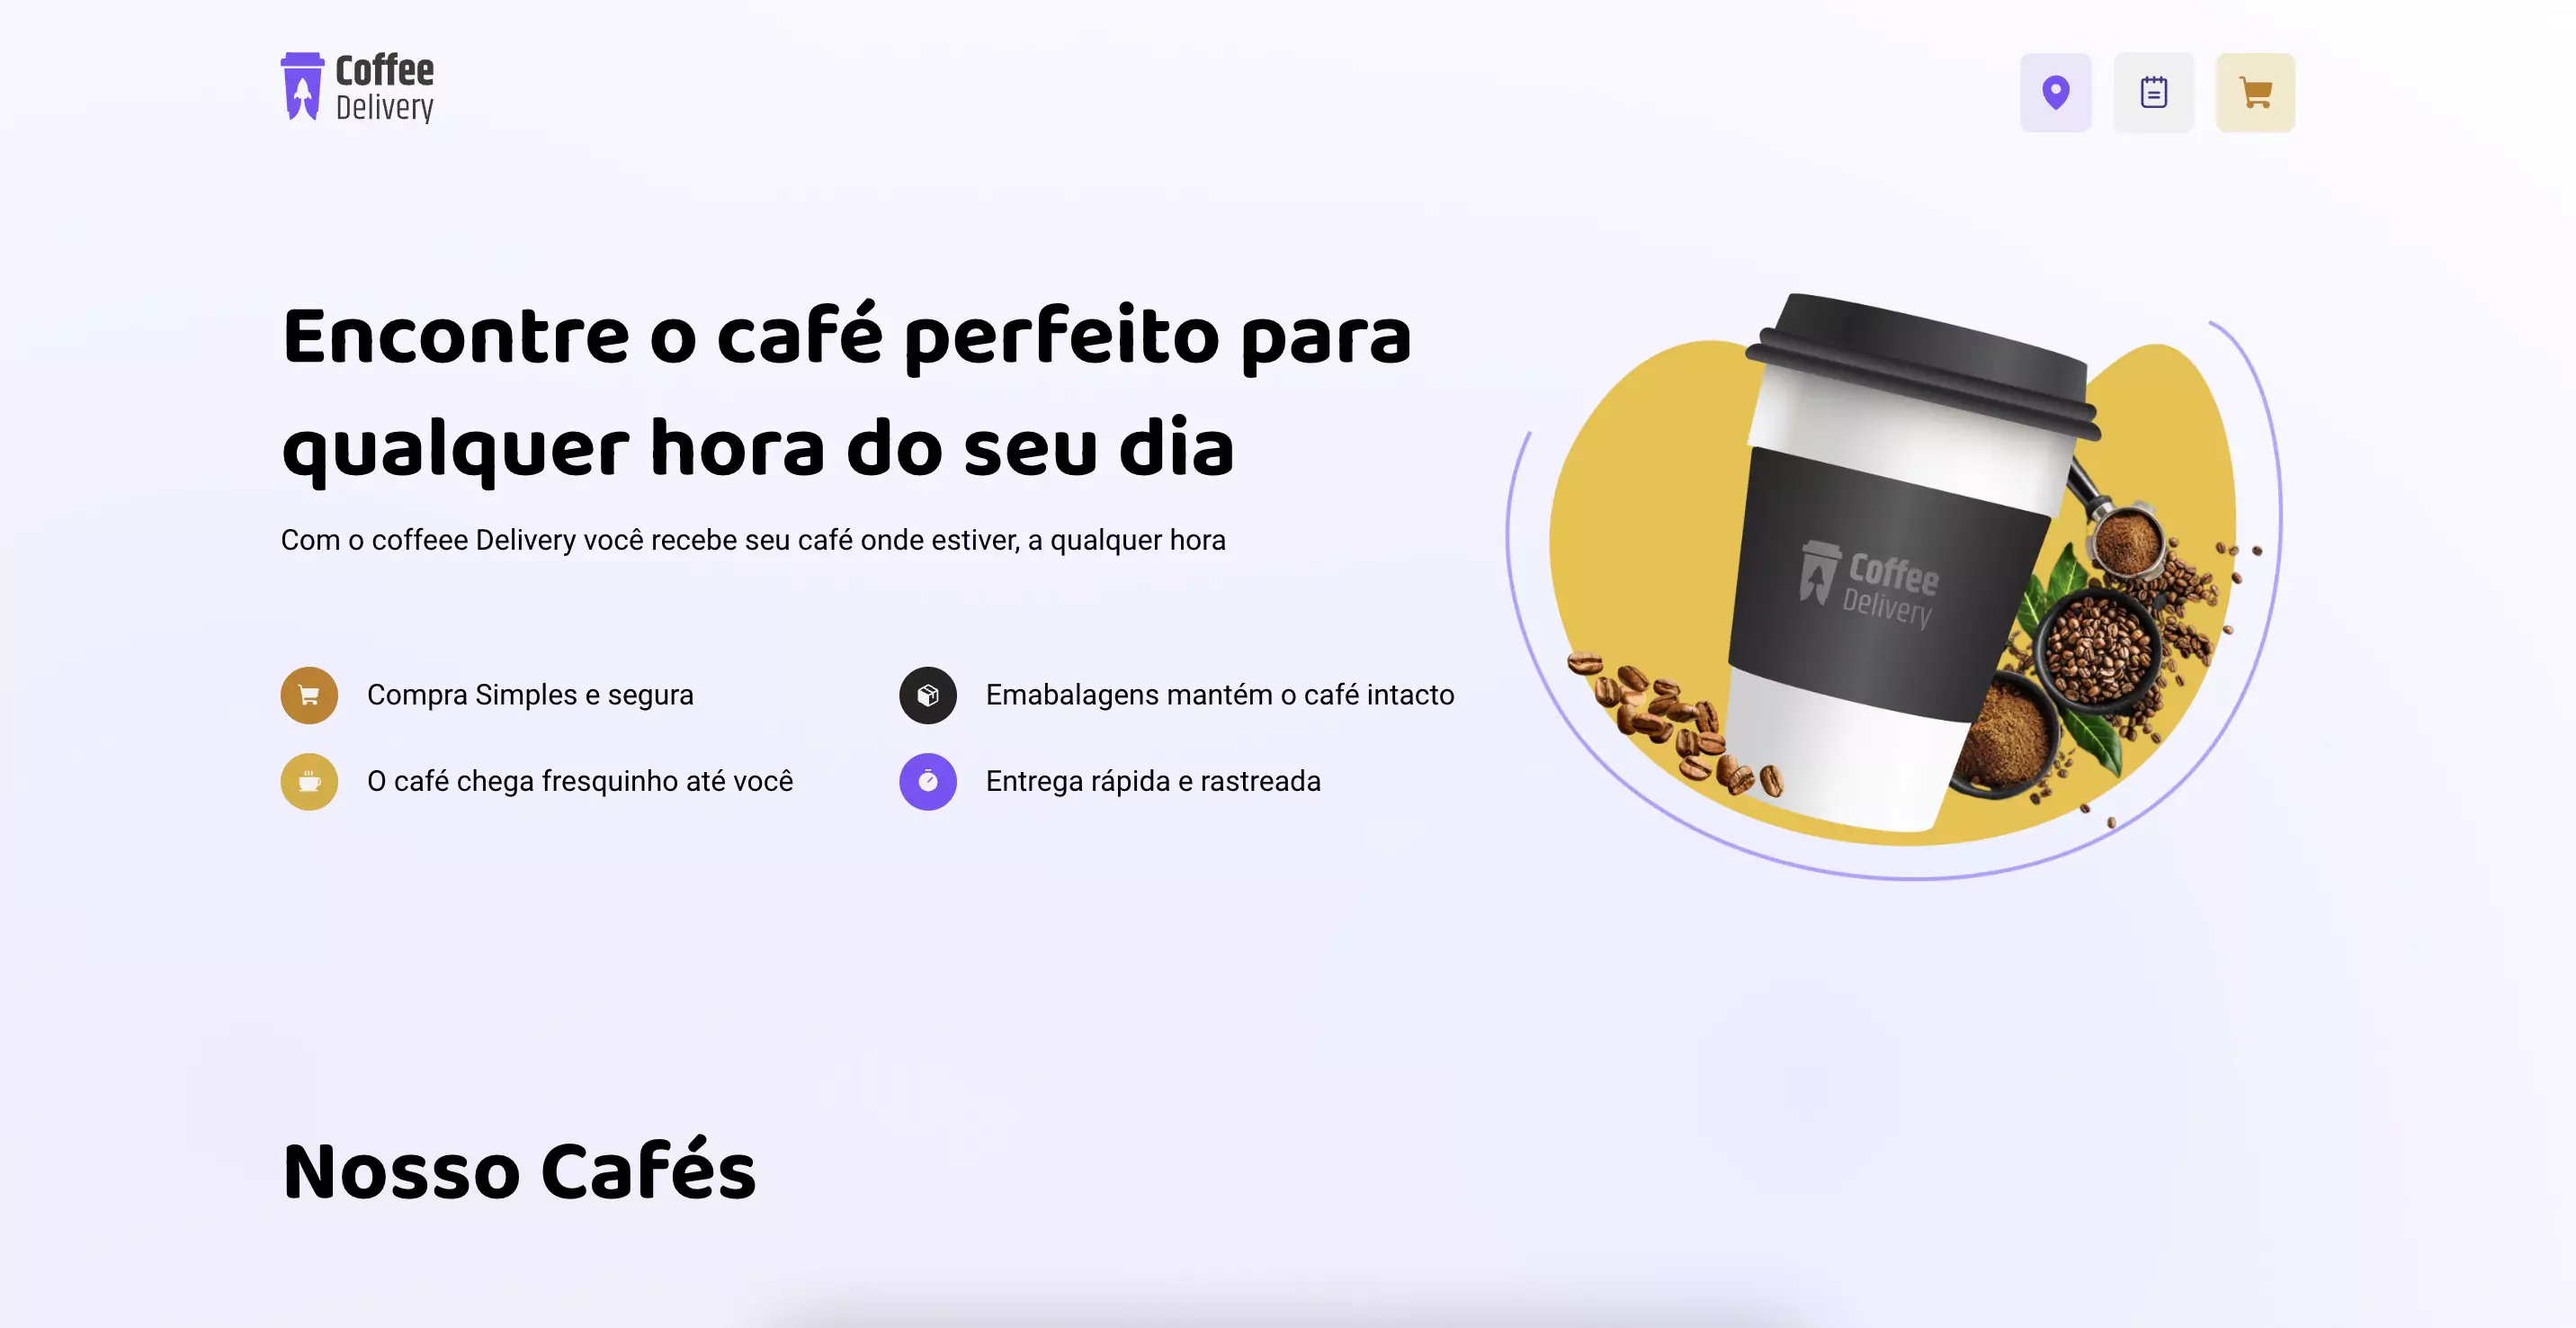 Coffee
Delivery
Encontre o café perfeito para
qualquer hora do seu dia
Com o coffeee Delivery você recebe seu café onde estiver, a qualquer hora
Compra Simples e segura
Emabalagens mantém o café intacto
O café chega fresquinho até você
Entrega rápida e rastreada
Coffee
Delivery
Nosso Cafés